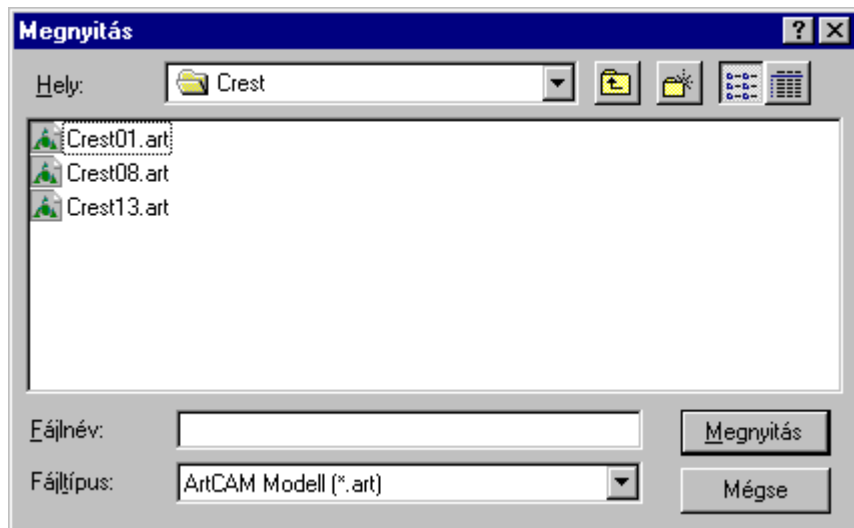 Megnyitás
Hely: Crest
Crest01.art
Crest08.art
Crest13.art
Fájlnév: Megnyitás
Fájltípus: ArtCAM Modell (*.art) Mégse